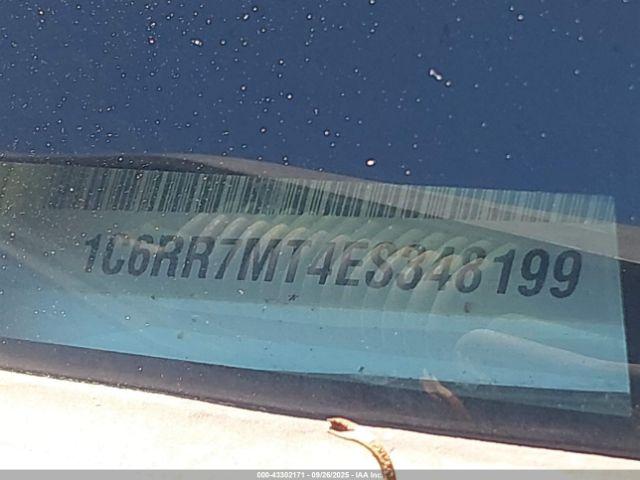 1C6RR7MT4ES348199
000-43302171 - 09/26/2025 - IAA Inc.